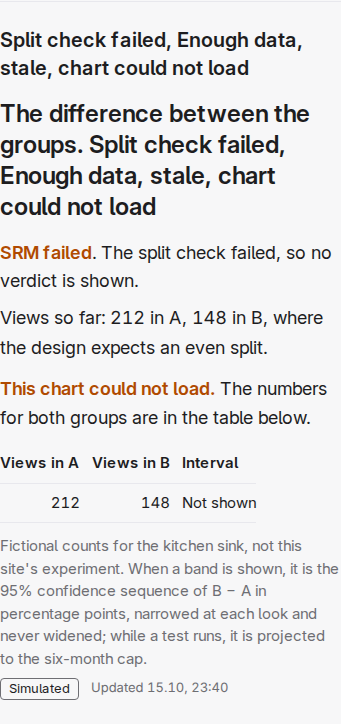 Split check failed, Enough data,
stale, chart could not load
The difference between the
groups. Split check failed,
Enough data, stale, chart
could not load
SRM failed. The split check failed, so no
verdict is shown.
Views so far: 212 in A, 148 in B, where
the design expects an even split.
This chart could not load. The numbers
for both groups are in the table below.
Views in A Views in B Interval
212 148 Not shown
Fictional counts for the kitchen sink, not this
site's experiment. When a band is shown, it is the
95% confidence sequence of B − A in
percentage points, narrowed at each look and
never widened; while a test runs, it is projected
to the six-month cap.
Simulated Updated 15.10, 23:40